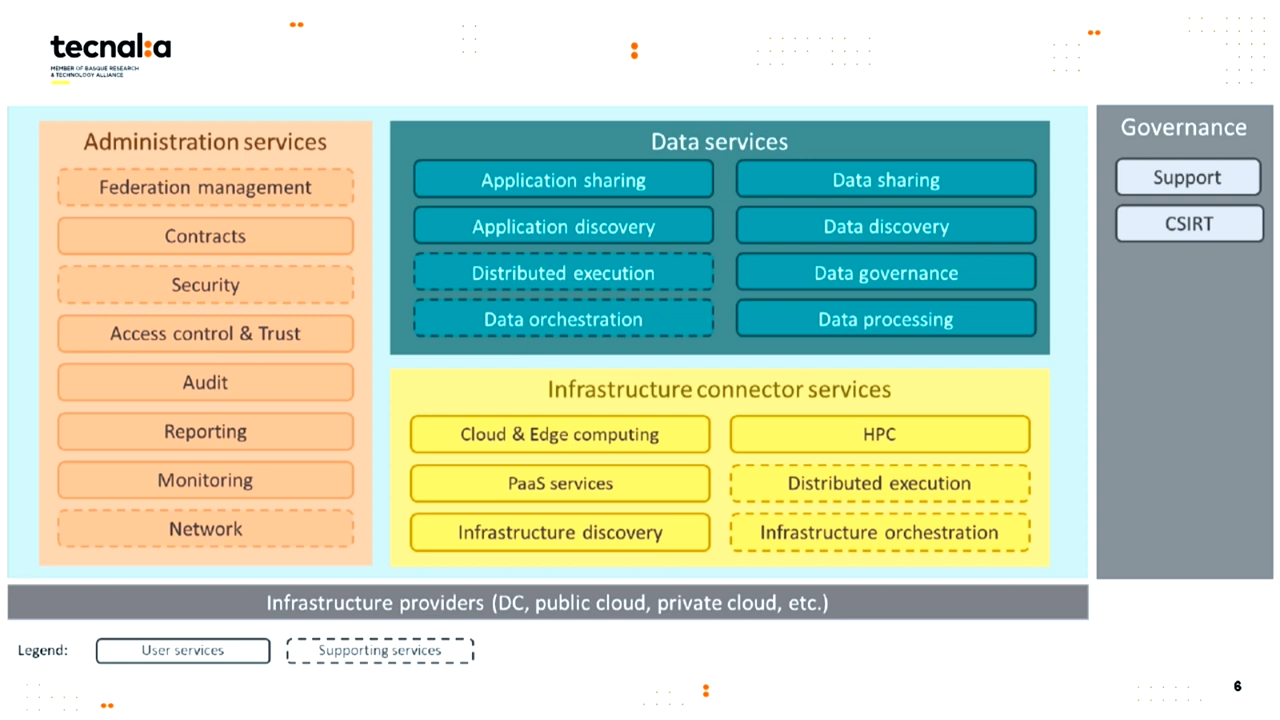 tecnal:a
MEMBER OF BASQUE RESEARCH
& TECHNOLOGY ALLIANCE
Administration services
Federation management
Contracts
Security
Access control & Trust
Audit
Reporting
Monitoring
Network
Data services
Application sharing
Data sharing
Application discovery
Data discovery
Distributed execution
Data governance
Data orchestration
Data processing
Infrastructure connector services
Cloud & Edge computing
HPC
PaaS services
Distributed execution
Infrastructure discovery
Infrastructure orchestration
Governance
Support
CSIRT
Infrastructure providers (DC, public cloud, private cloud, etc.)
Legend:
User services
Supporting services
6